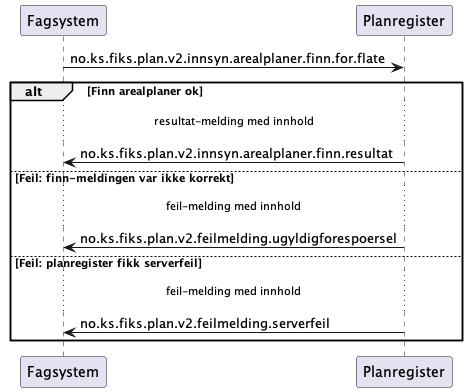 Fagsystem Planregister
no.ks.fiks.plan.v2.innsyn.arealplaner.finn.for.flate
alt [Finn arealplaner ok]
resultat-melding med innhold
no.ks.fiks.plan.v2.innsyn.arealplaner.finn.resultat
[Feil: finn-meldingen var ikke korrekt]
feil-melding med innhold
no.ks.fiks.plan.v2.feilmelding.ugyldigforespoersel
[Feil: planregister fikk serverfeil]
feil-melding med innhold
no.ks.fiks.plan.v2.feilmelding.serverfeil
Fagsystem Planregister